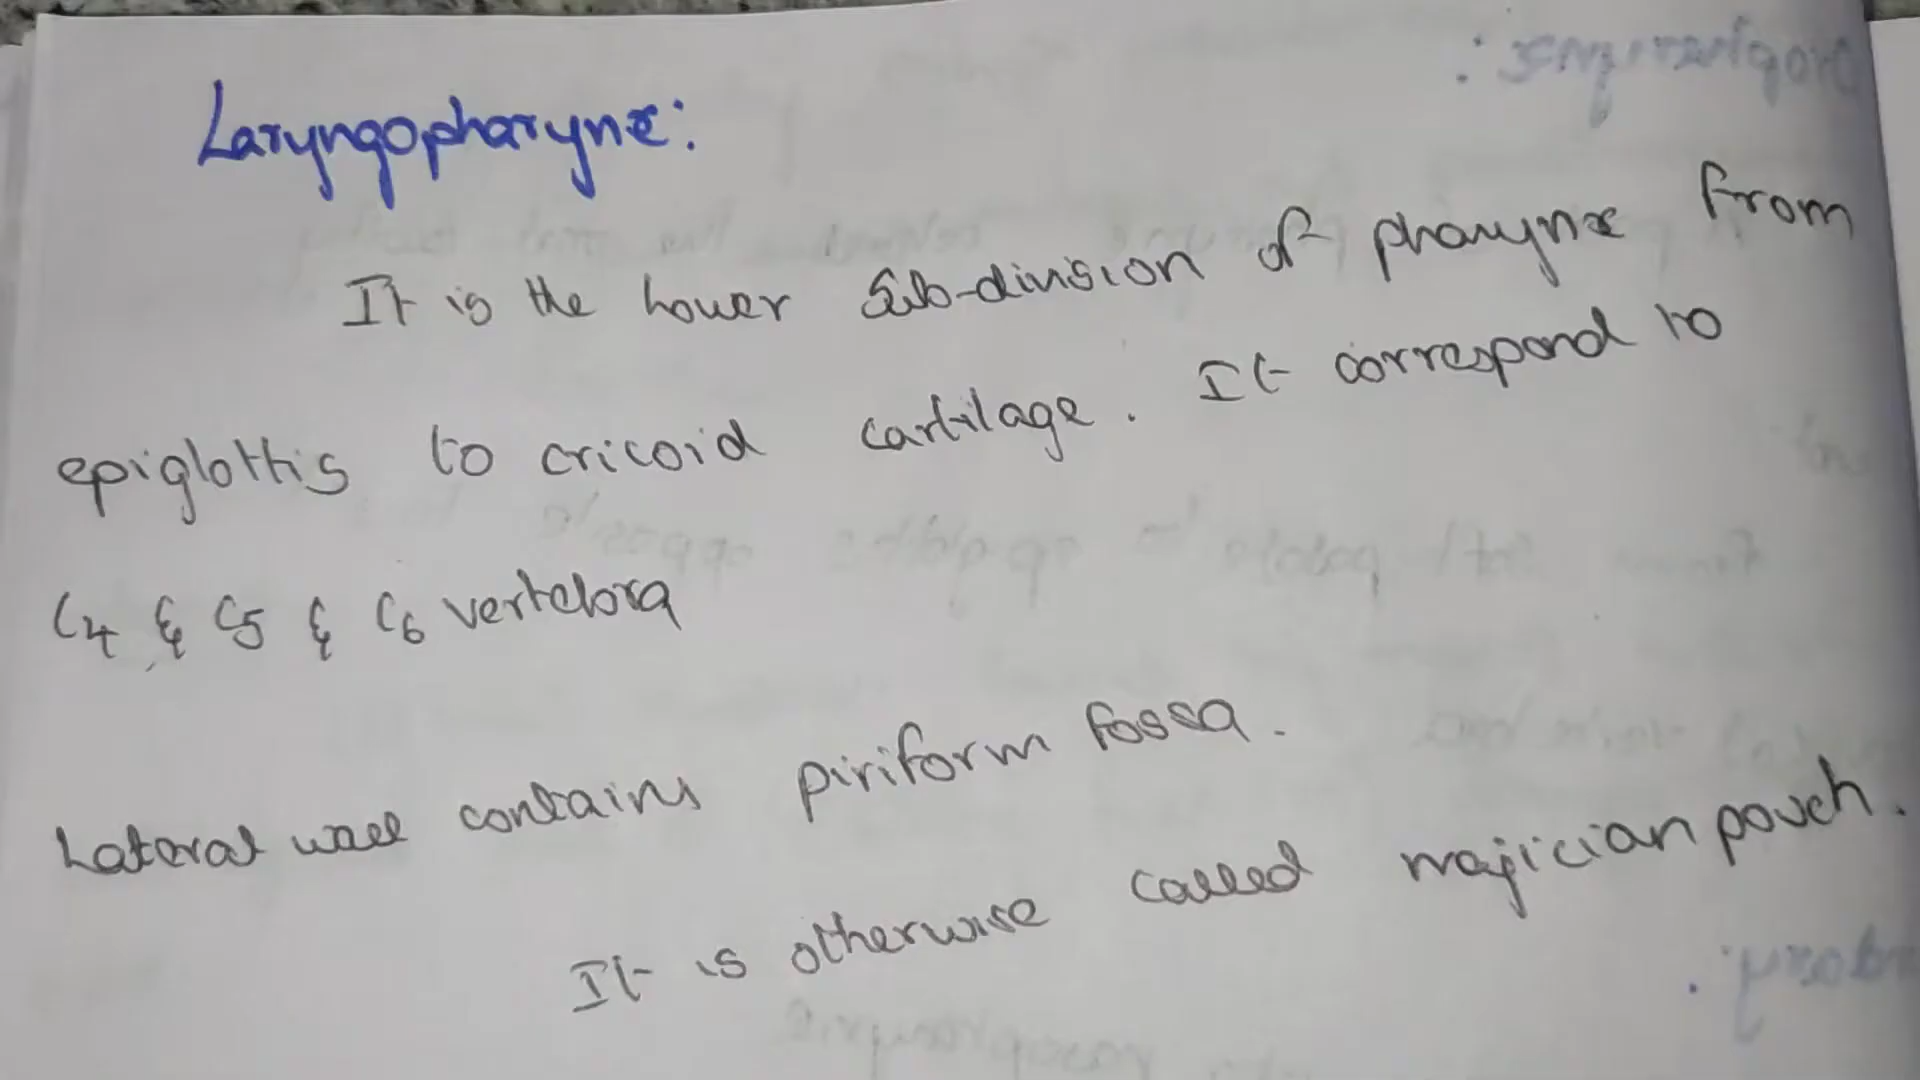 Laryngopharynx:
It is the lower Sub-division of pharynx from
epiglottis to cricoid cartilage. It correspond to
C4 & C5 & C6 vertebra
Lateral wall contains piriform fossa.
It is otherwise called majician pouch.